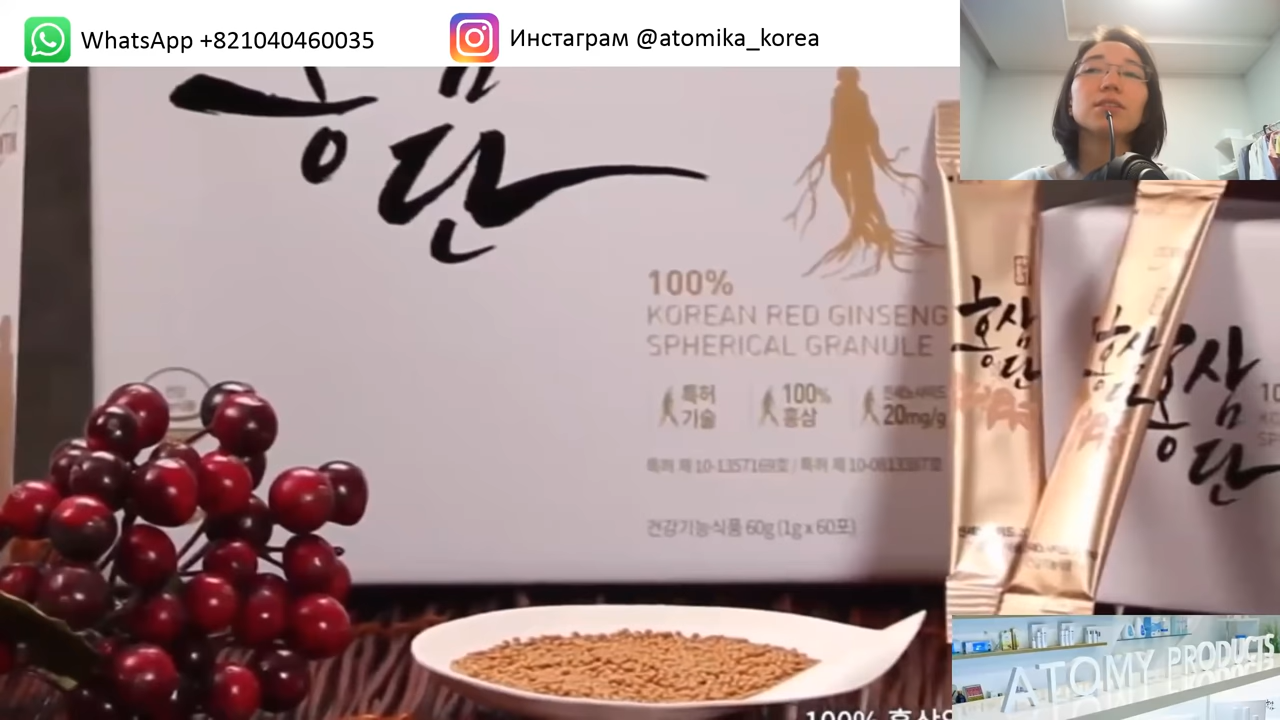 WhatsApp +821040460035
Инстаграм @atomika_korea
홍삼
단
100%
KOREAN RED GINSENG
SPHERICAL GRANULE
특허
기술
100%
홍삼
20mg/g
특허 제 10-1357169호 / 특허 제 10-0813387호
건강기능식품 60g (1g x 60포)
홍삼
단
홍삼
단
홍삼
단
ATOMY PRODUCTS